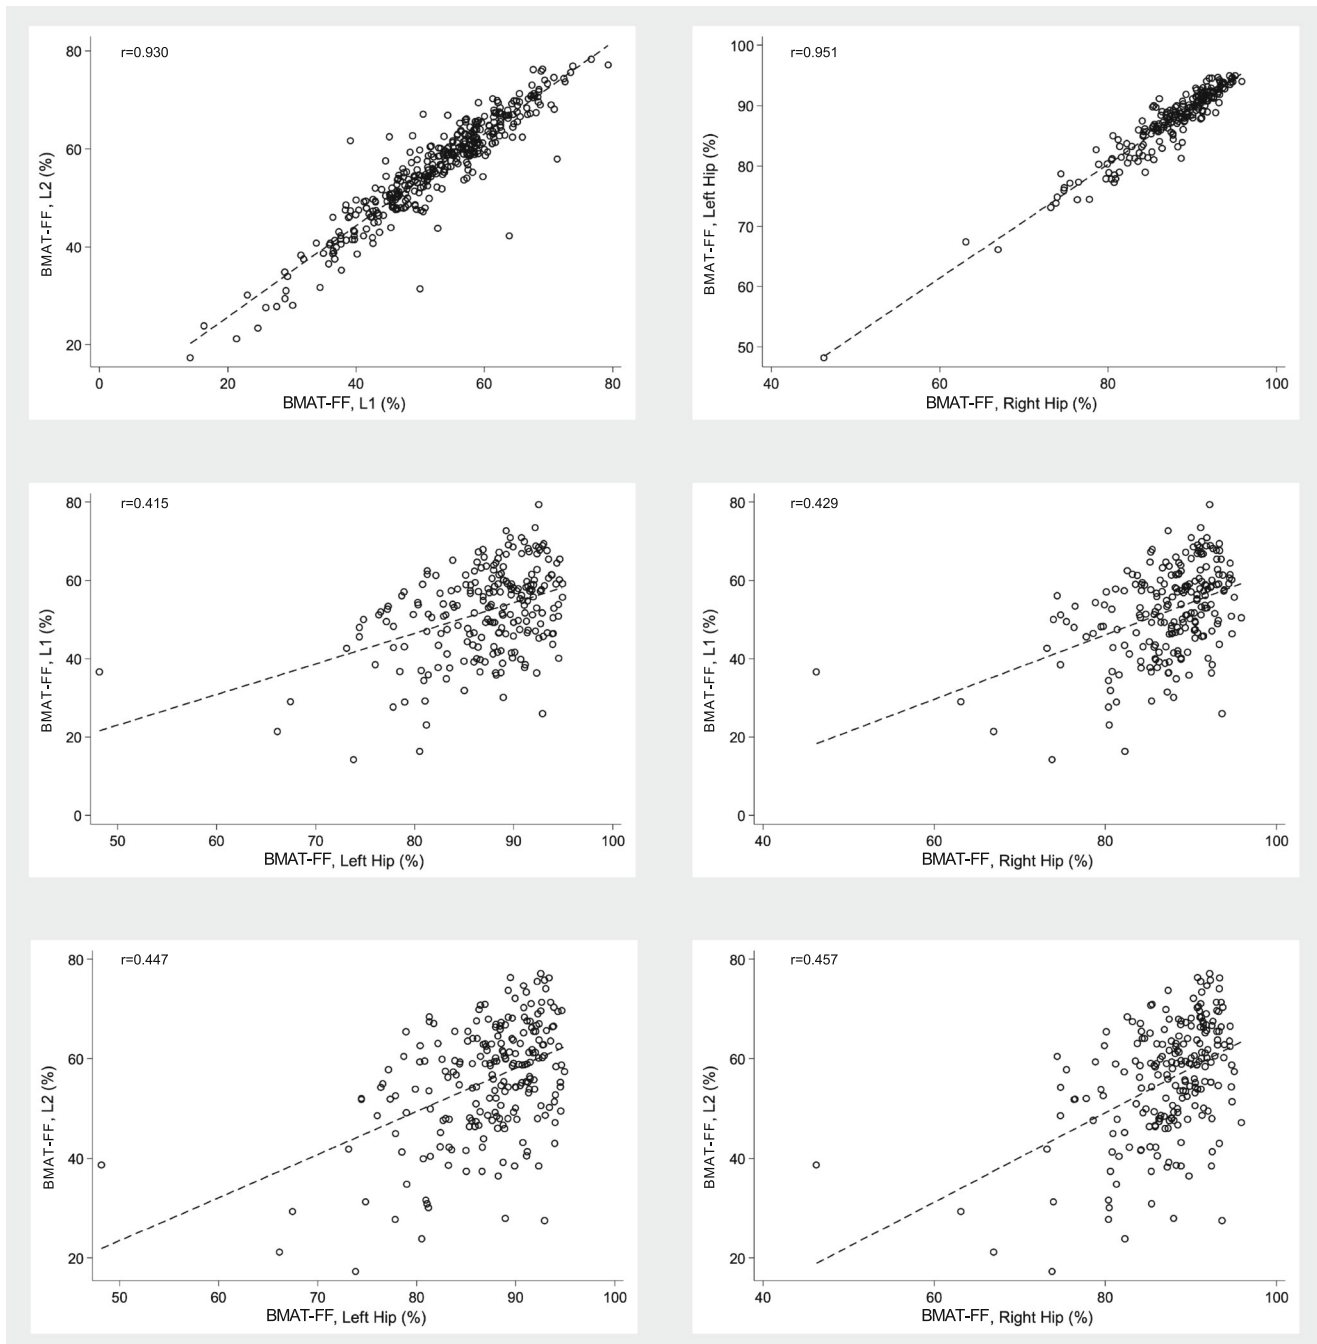 r=0.930
80
60
40
20
BMAT-FF, L2 (%)
0 20 40 60 80
BMAT-FF, L1 (%)
r=0.951
100
90
80
70
60
50
BMAT-FF, Left Hip (%)
40 60 80 100
BMAT-FF, Right Hip (%)
r=0.415
80
60
40
20
0
BMAT-FF, L1 (%)
50 60 70 80 90 100
BMAT-FF, Left Hip (%)
r=0.429
80
60
40
20
0
BMAT-FF, L1 (%)
40 60 80 100
BMAT-FF, Right Hip (%)
r=0.447
80
60
40
20
BMAT-FF, L2 (%)
50 60 70 80 90 100
BMAT-FF, Left Hip (%)
r=0.457
80
60
40
20
BMAT-FF, L2 (%)
40 60 80 100
BMAT-FF, Right Hip (%)